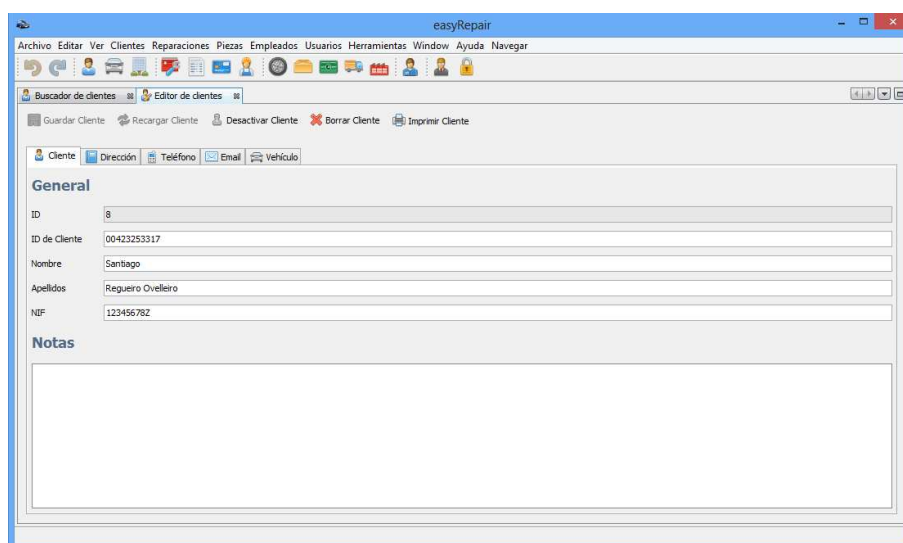 easyRepair
Archivo Editar Ver Clientes Reparaciones Piezas Empleados Usuarios Herramientas Window Ayuda Navegar
Buscador de clientes Editor de clientes
Guardar Cliente Recargar Cliente Desactivar Cliente Borrar Cliente Imprimir Cliente
Cliente Dirección Teléfono Email Vehículo
General
ID 8
ID de Cliente 00423253317
Nombre Santiago
Apellidos Regueiro Ovelleiro
NIF 12345678Z
Notas